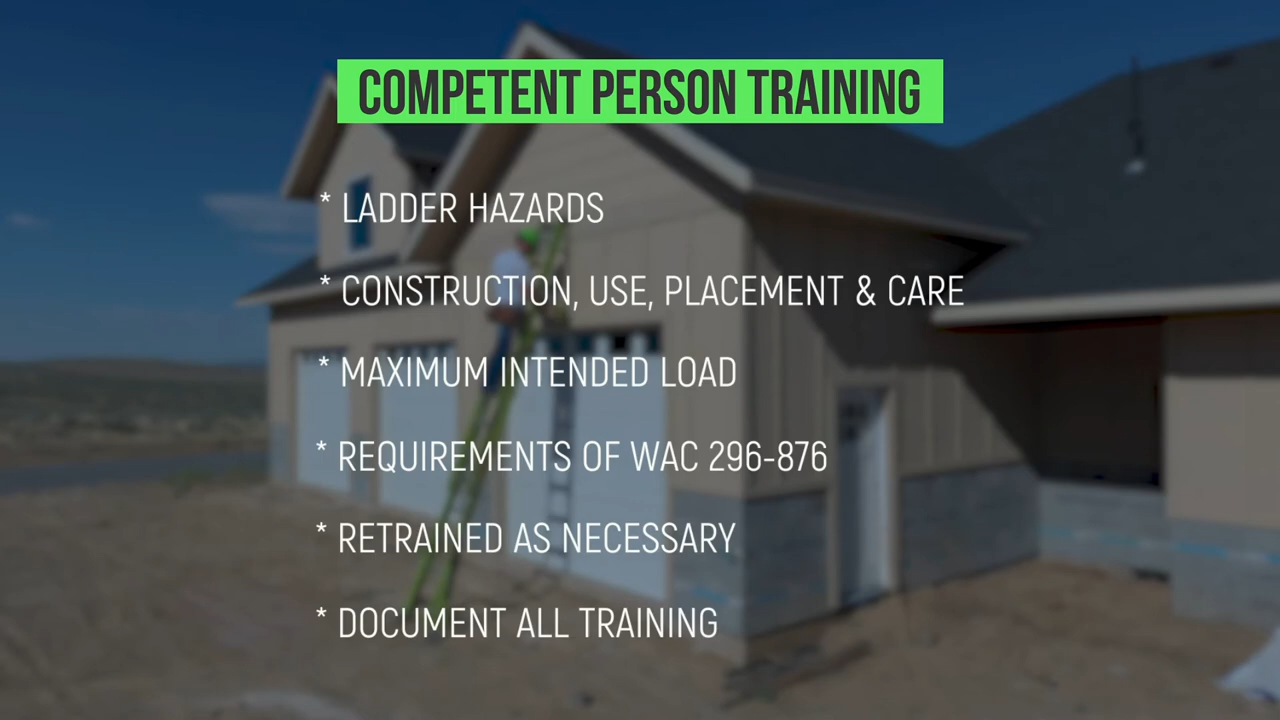 COMPETENT PERSON TRAINING
* LADDER HAZARDS
* CONSTRUCTION, USE, PLACEMENT & CARE
* MAXIMUM INTENDED LOAD
* REQUIREMENTS OF WAC 296-876
* RETRAINED AS NECESSARY
* DOCUMENT ALL TRAINING